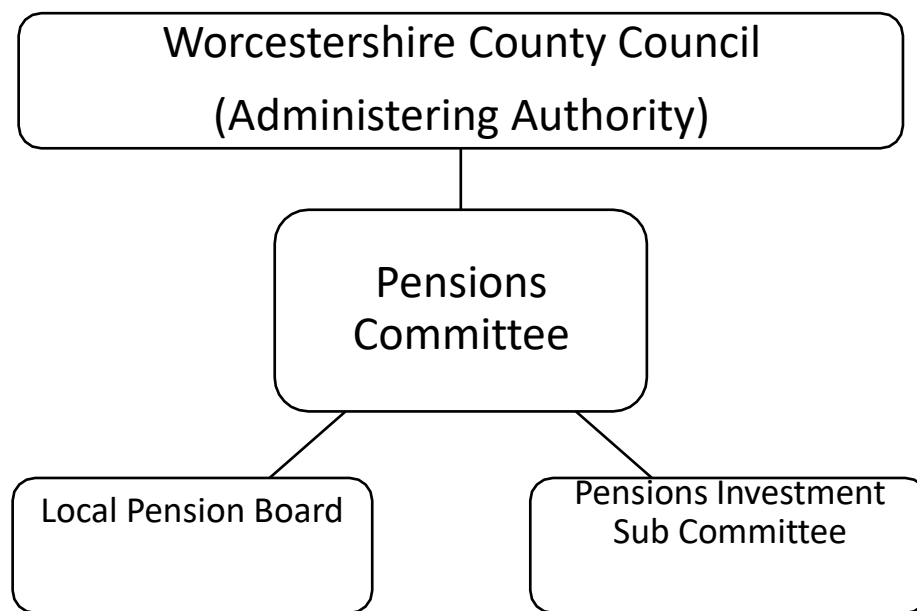 Worcestershire County Council
(Administering Authority)
Pensions
Committee
Local Pension Board
Pensions Investment
Sub Committee